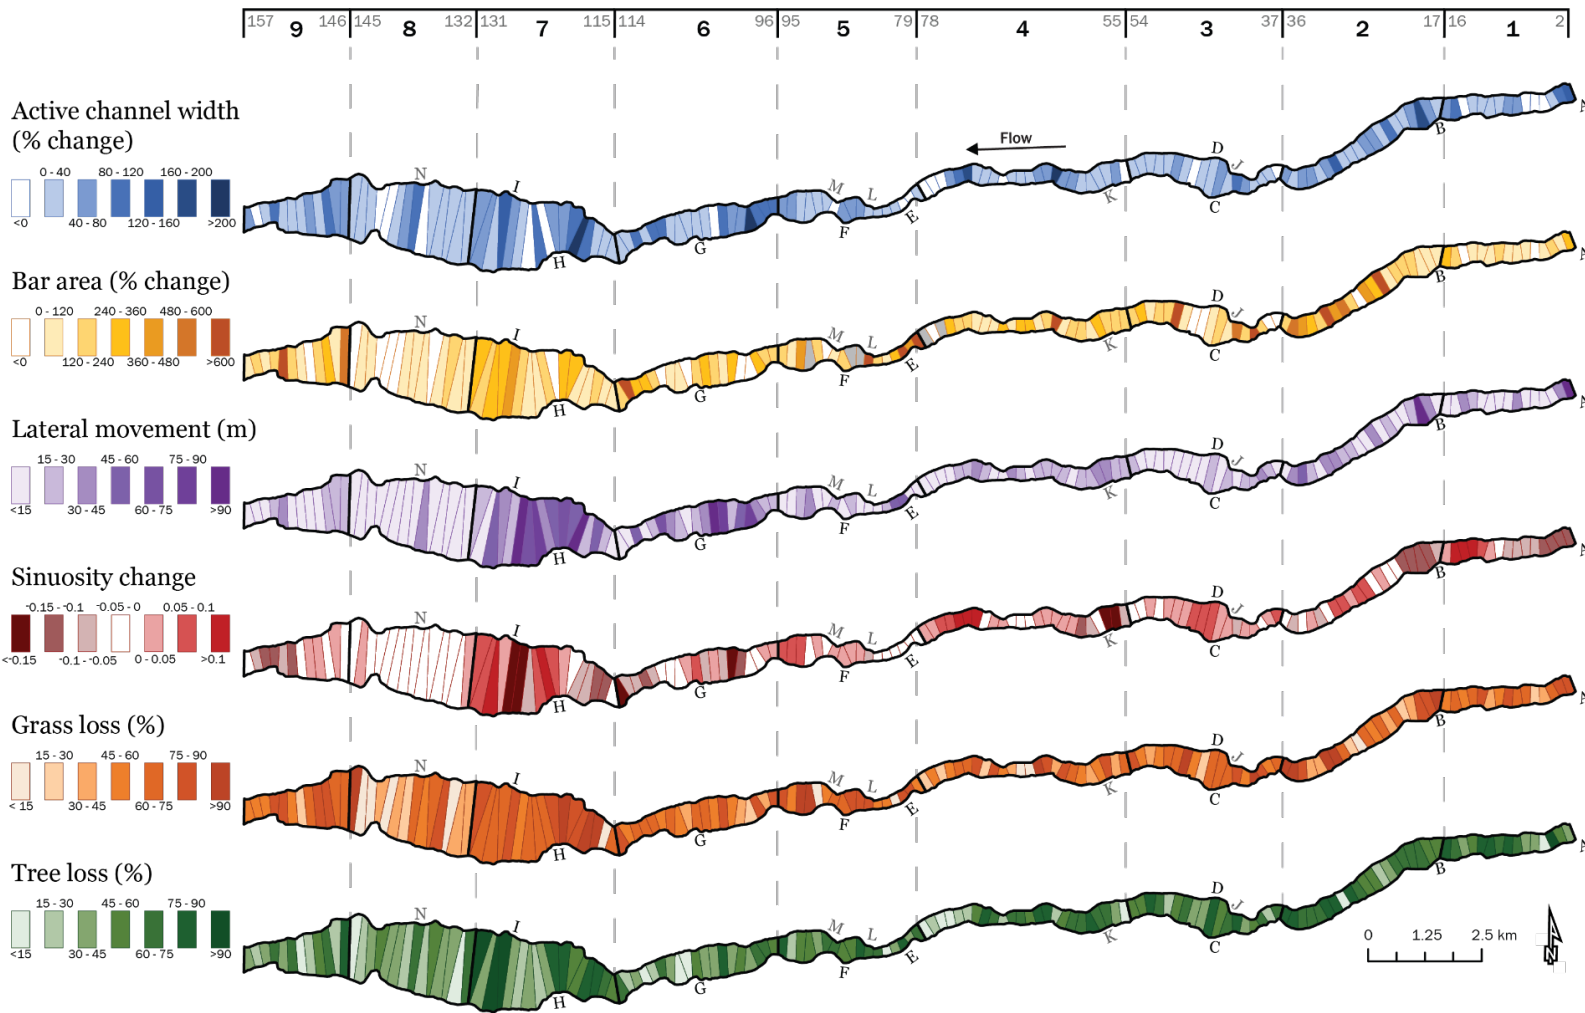 157 9 146 145 8 132 131 7 115 114 6 96 95 5 79 78 4 55 54 3 37 36 2 17 16 1 2
Active channel width
(% change)
0 - 40 80 - 120 160 - 200
<0 40 - 80 120 - 160 >200
Flow
N I H G M L F E K D J C B A
Bar area (% change)
0 - 120 240 - 360 480 - 600
<0 120 - 240 360 - 480 >600
N I H G M L F E K D J C B A
Lateral movement (m)
15 - 30 45 - 60 75 - 90
<15 30 - 45 60 - 75 >90
N I H G M L F E K D J C B A
Sinuosity change
-0.15 - -0.1 -0.05 - 0 0.05 - 0.1
<-0.15 -0.1 - -0.05 0 - 0.05 >0.1
N I H G M L F E K D J C B A
Grass loss (%)
15 - 30 45 - 60 75 - 90
< 15 30 - 45 60 - 75 >90
N I H G M L F E K D J C B A
Tree loss (%)
15 - 30 45 - 60 75 - 90
<15 30 - 45 60 - 75 >90
N I H G M L F E K D J C B A
0 1.25 2.5 km
N